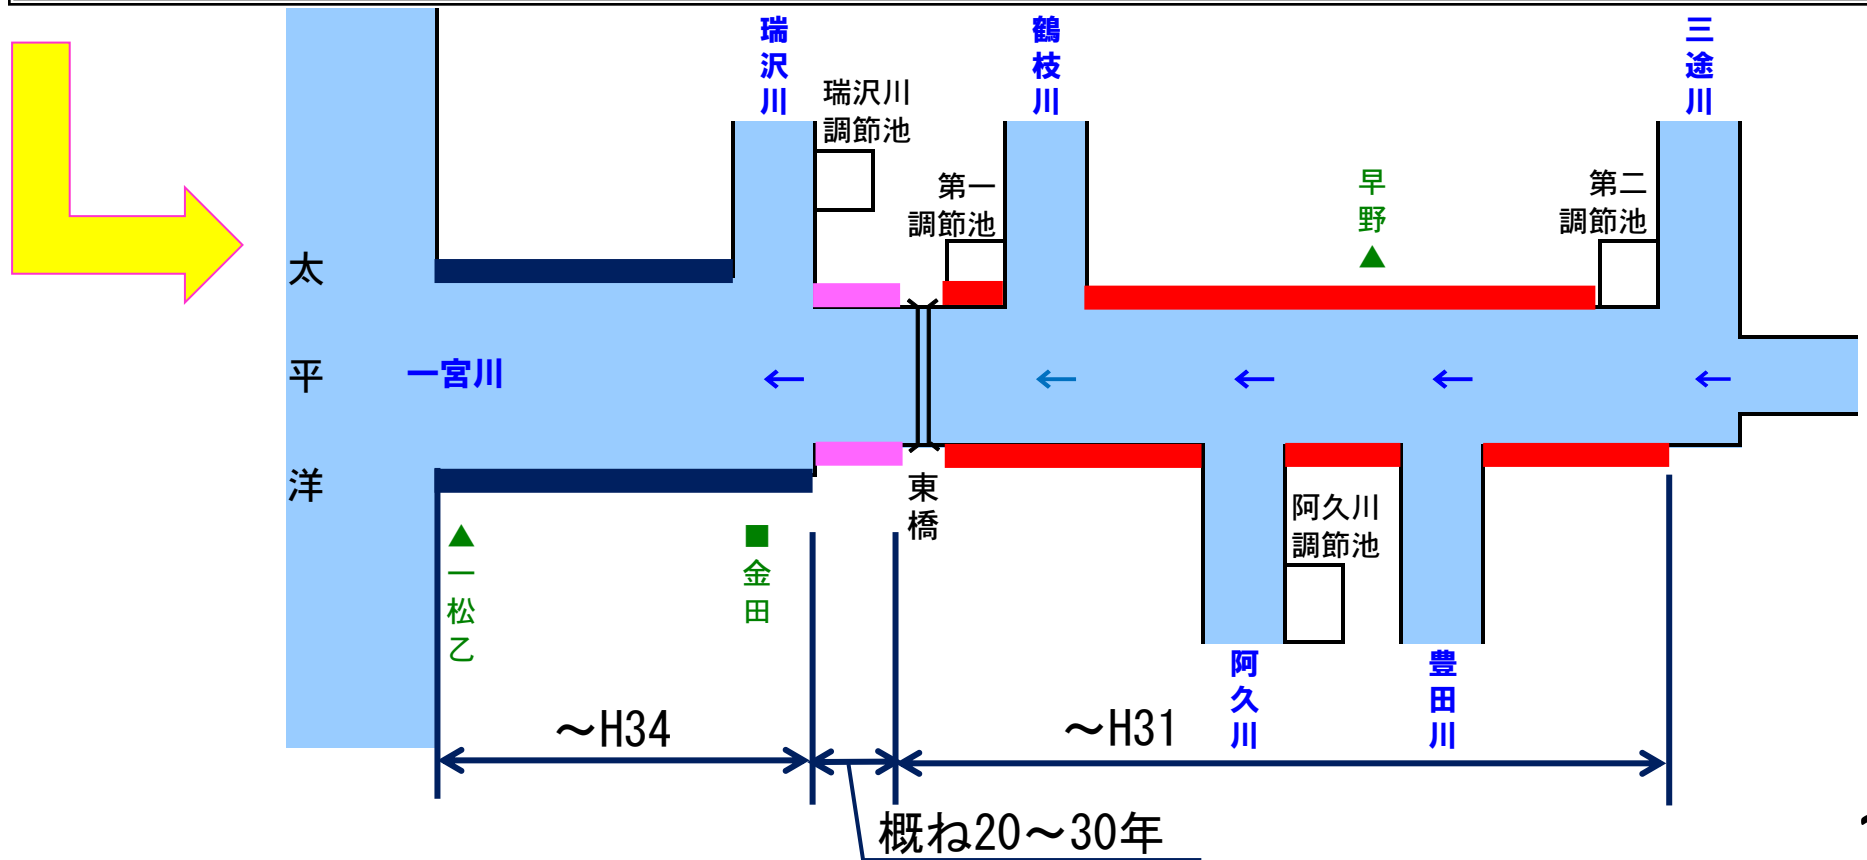 瑞沢川
鶴枝川
三途川
瑞沢川
調節池
第一
調節池
早野▲
第二
調節池
太平洋
一宮川
←
←
←
←
←
東橋
▲一松乙
■金田
阿久川
調節池
阿久川
豊田川
～H34
～H31
概ね20～30年